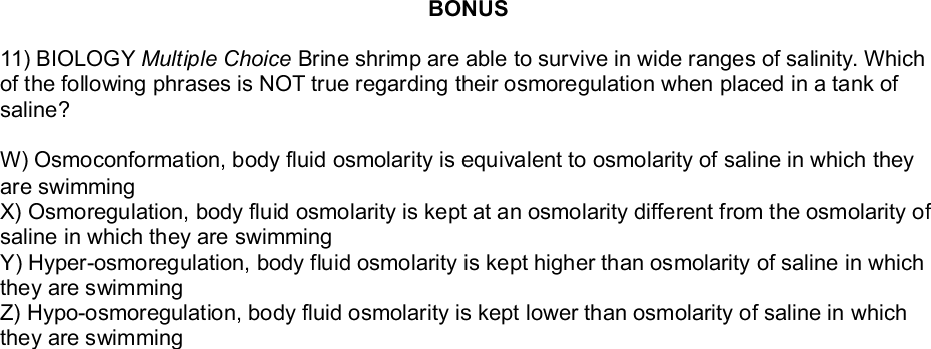 BONUS
11) BIOLOGY Multiple Choice Brine shrimp are able to survive in wide ranges of salinity. Which
of the following phrases is NOT true regarding their osmoregulation when placed in a tank of
saline?
W) Osmoconformation, body fluid osmolarity is equivalent to osmolarity of saline in which they
are swimming
X) Osmoregulation, body fluid osmolarity is kept at an osmolarity different from the osmolarity of
saline in which they are swimming
Y) Hyper-osmoregulation, body fluid osmolarity is kept higher than osmolarity of saline in which
they are swimming
Z) Hypo-osmoregulation, body fluid osmolarity is kept lower than osmolarity of saline in which
they are swimming